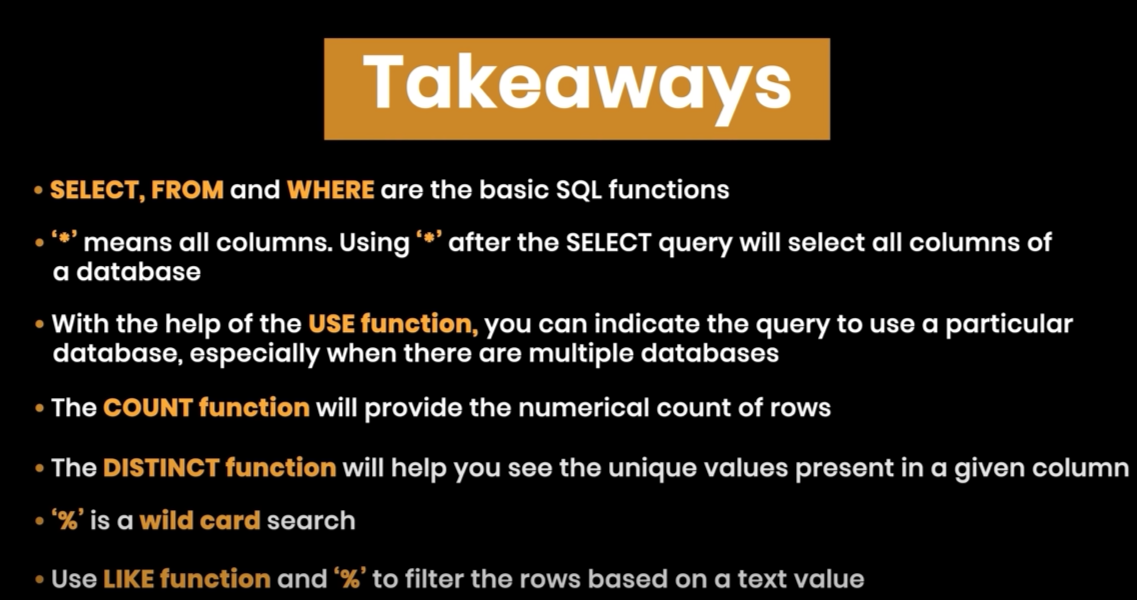 Takeaways
• SELECT, FROM and WHERE are the basic SQL functions
• ‘*’ means all columns. Using ‘*’ after the SELECT query will select all columns of
a database
• With the help of the USE function, you can indicate the query to use a particular
database, especially when there are multiple databases
• The COUNT function will provide the numerical count of rows
• The DISTINCT function will help you see the unique values present in a given column
• ‘%’ is a wild card search
• Use LIKE function and ‘%’ to filter the rows based on a text value